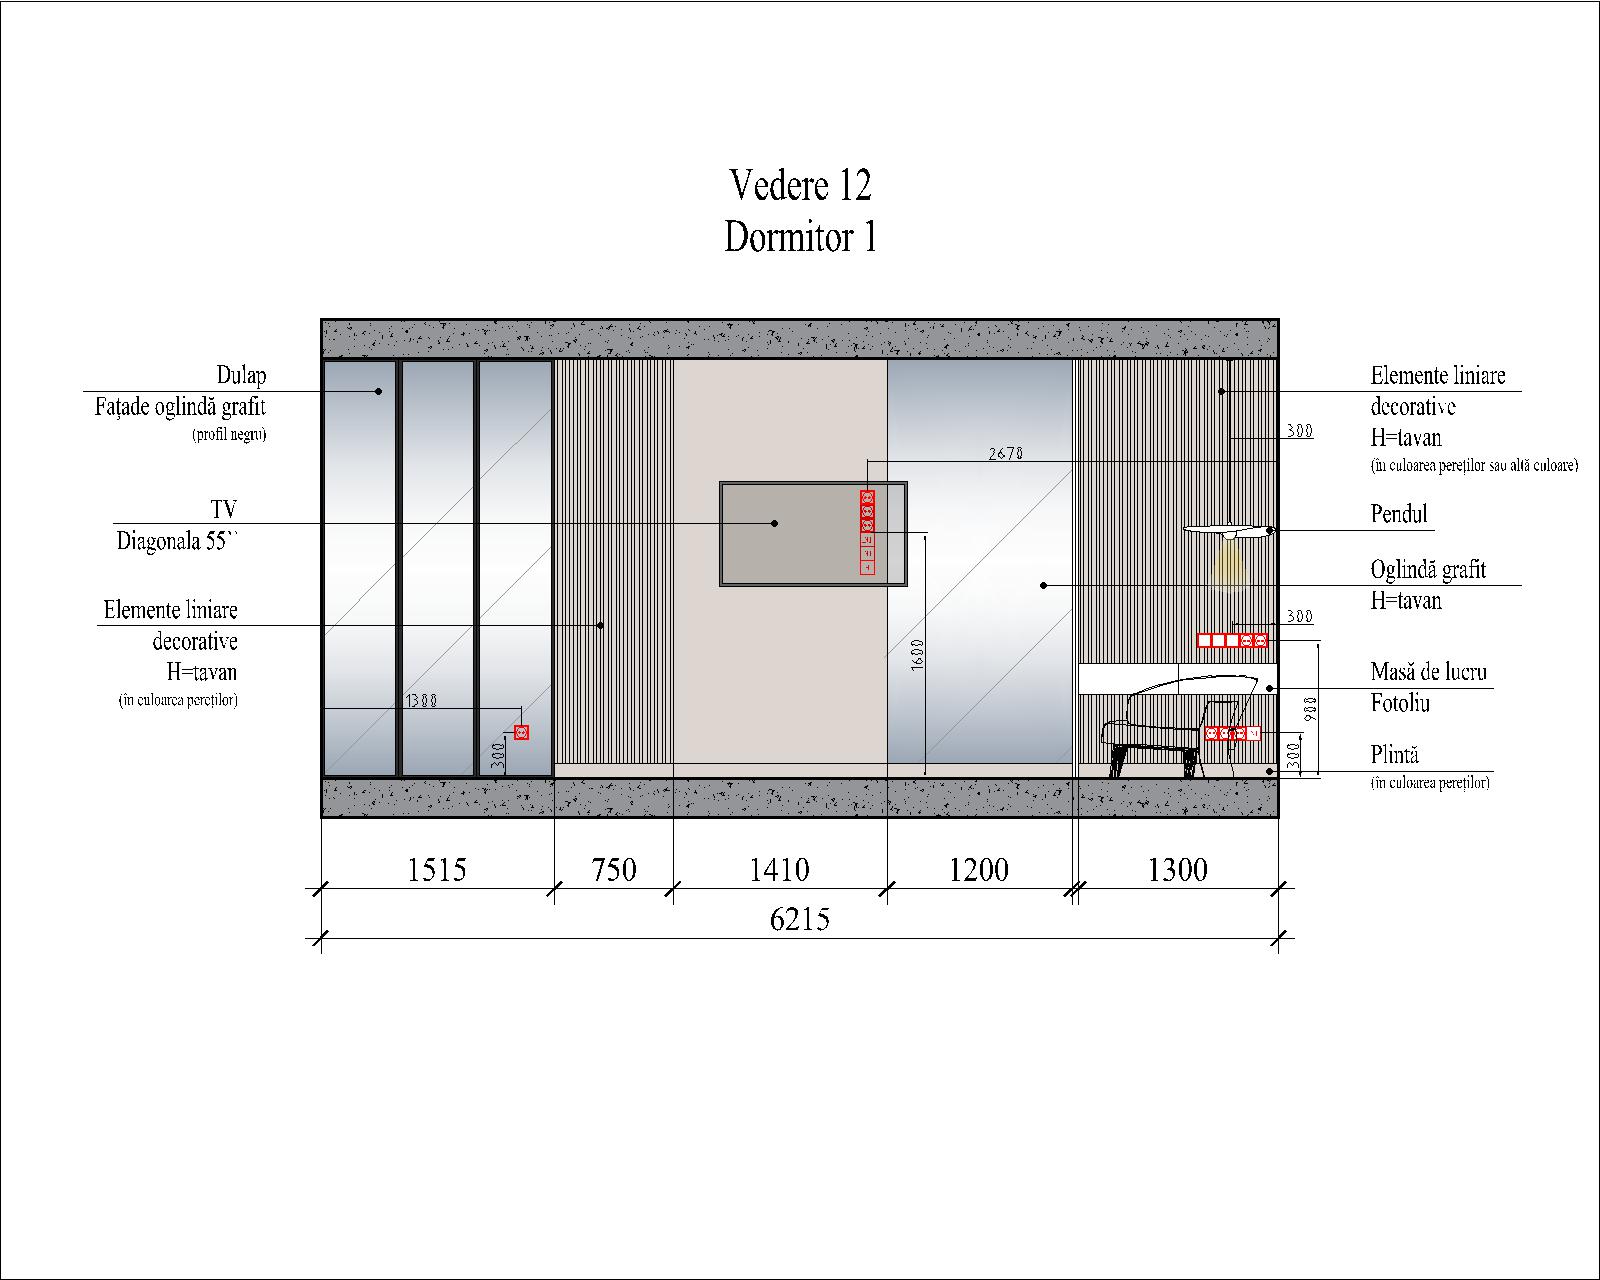 Vedere 12
Dormitor 1
Dulap
Fațade oglindă grafit
(profil negru)
TV
Diagonala 55``
Elemente liniare
decorative
H=tavan
(în culoarea pereților)
Elemente liniare
decorative
H=tavan
(în culoarea pereților sau altă culoare)
Pendul
Oglindă grafit
H=tavan
Masă de lucru
Fotoliu
Plintă
(în culoarea pereților)
300
2670
300
1600
1300
300
900
300
1515
750
1410
1200
1300
6215